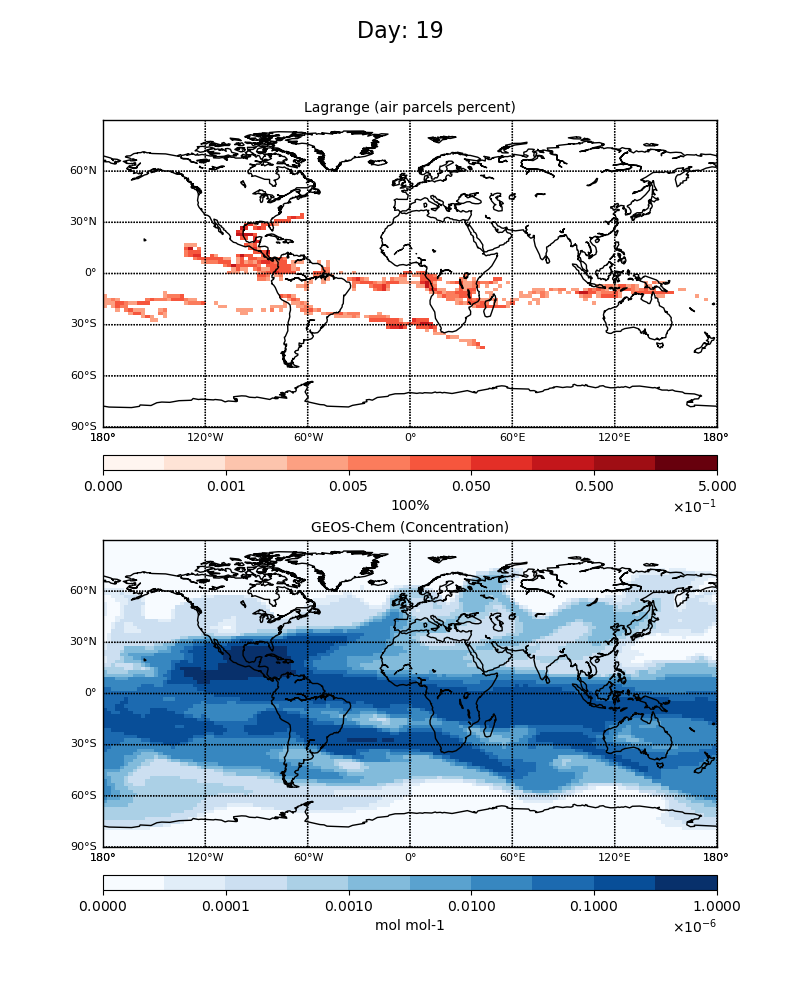 Day: 19
Lagrange (air parcels percent)
60°N
30°N
0°
30°S
60°S
90°S
180° 120°W 60°W 0° 60°E 120°E 180°
0.000 0.001 0.005 0.050 0.500 5.000
100% ×10⁻¹
GEOS-Chem (Concentration)
60°N
30°N
0°
30°S
60°S
90°S
180° 120°W 60°W 0° 60°E 120°E 180°
0.0000 0.0001 0.0010 0.0100 0.1000 1.0000
mol mol-1 ×10⁻⁶